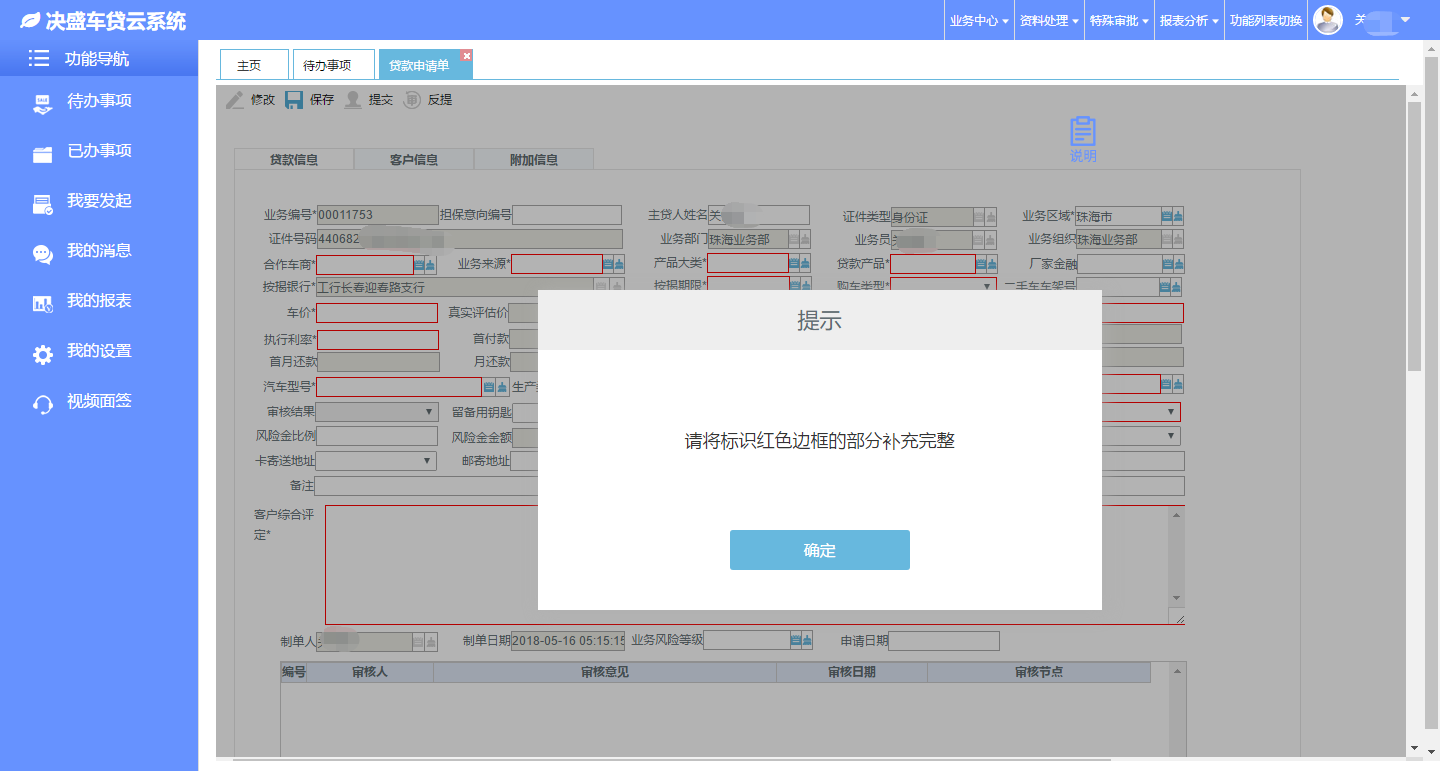 决盛车贷云系统
业务中心 资料处理 特殊审批 报表分析 功能列表切换 关
功能导航
待办事项
已办事项
我要发起
我的消息
我的报表
我的设置
视频面签
主页 待办事项 贷款申请单
修改 保存 提交 反提
说明
贷款信息 客户信息 附加信息
业务编号* 00011753 担保意向编号 主贷人姓名 关 证件类型 身份证 业务区域* 珠海市
证件号码 440682 业务部门 珠海业务部 业务员 业务组织 珠海业务部
合作车商* 业务来源* 产品大类* 贷款产品* 厂家金融
按揭银行* 工行长春迎春路支行 按揭期限* 购车类型* 二手车车架号
车价* 真实评估价
执行利率* 首付款
首月还款 月还款
汽车型号* 生产
审核结果 留备用钥匙
风险金比例 风险金金额
卡寄送地址 邮寄地址
备注
客户综合评
定*
提示
请将标识红色边框的部分补充完整
确定
制单人 制单日期 2018-05-16 05:15:15 业务风险等级 申请日期
编号 审核人 审核意见 审核日期 审核节点